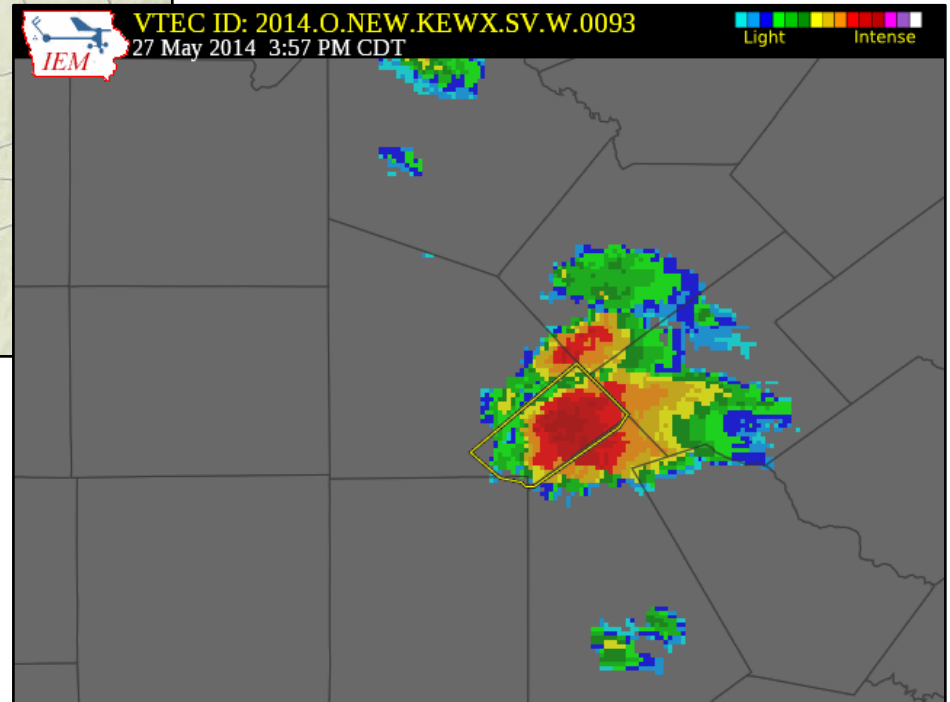 VTEC ID: 2014.O.NEW.KEWX.SV.W.0093
27 May 2014 3:57 PM CDT
IEM
Light
Intense